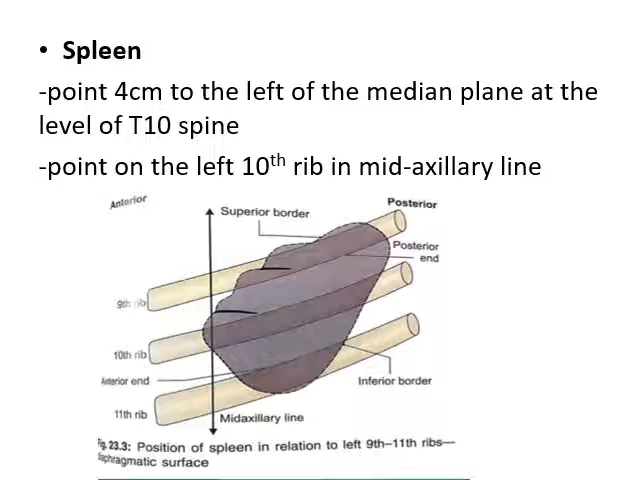 • Spleen
-point 4cm to the left of the median plane at the
level of T10 spine
-point on the left 10th rib in mid-axillary line
Anterior
Posterior
Superior border
Posterior
end
9th rib
10th rib
Anterior end
Inferior border
11th rib
Midaxillary line
Fig.23.3: Position of spleen in relation to left 9th–11th ribs—
diaphragmatic surface